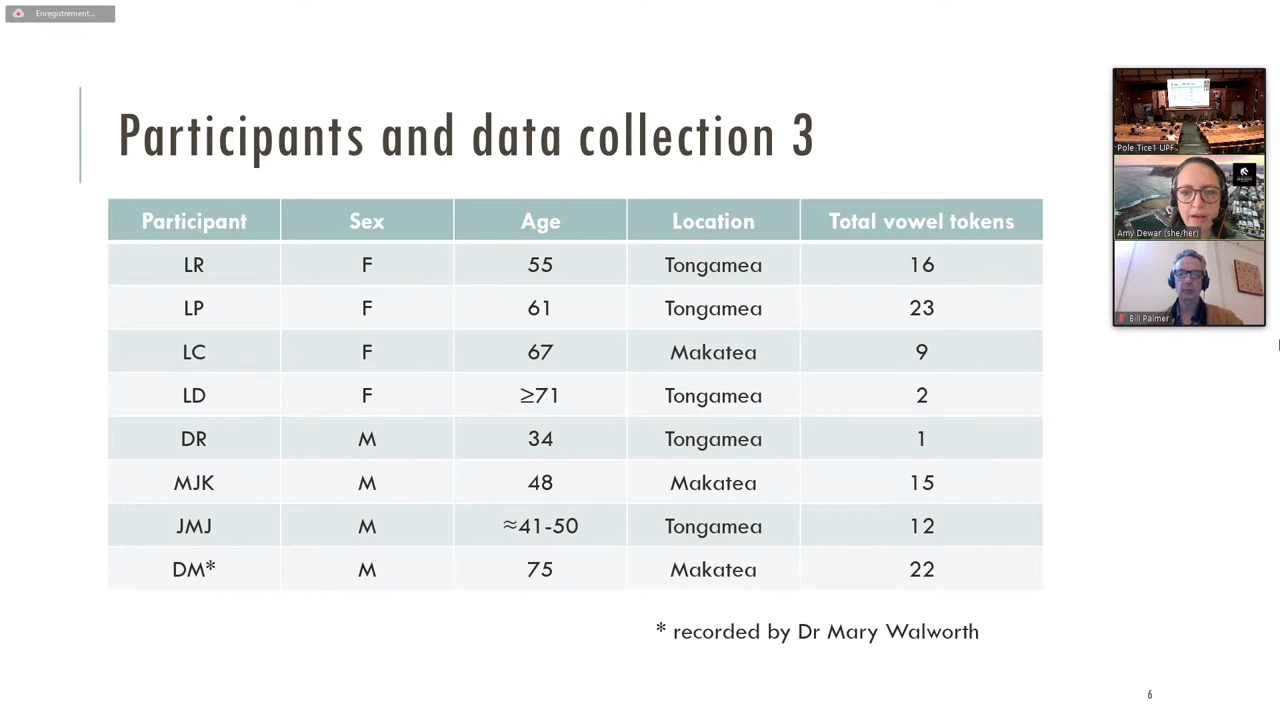 Enregistrement...
Participants and data collection 3
Participant Sex Age Location Total vowel tokens
LR F 55 Tongamea 16
LP F 61 Tongamea 23
LC F 67 Makatea 9
LD F ≥71 Tongamea 2
DR M 34 Tongamea 1
MJK M 48 Makatea 15
JMJ M ≈41-50 Tongamea 12
DM* M 75 Makatea 22
* recorded by Dr Mary Walworth
6
Pole Tice1 UPF
Amy Dewar (she/her)
Bill Palmer